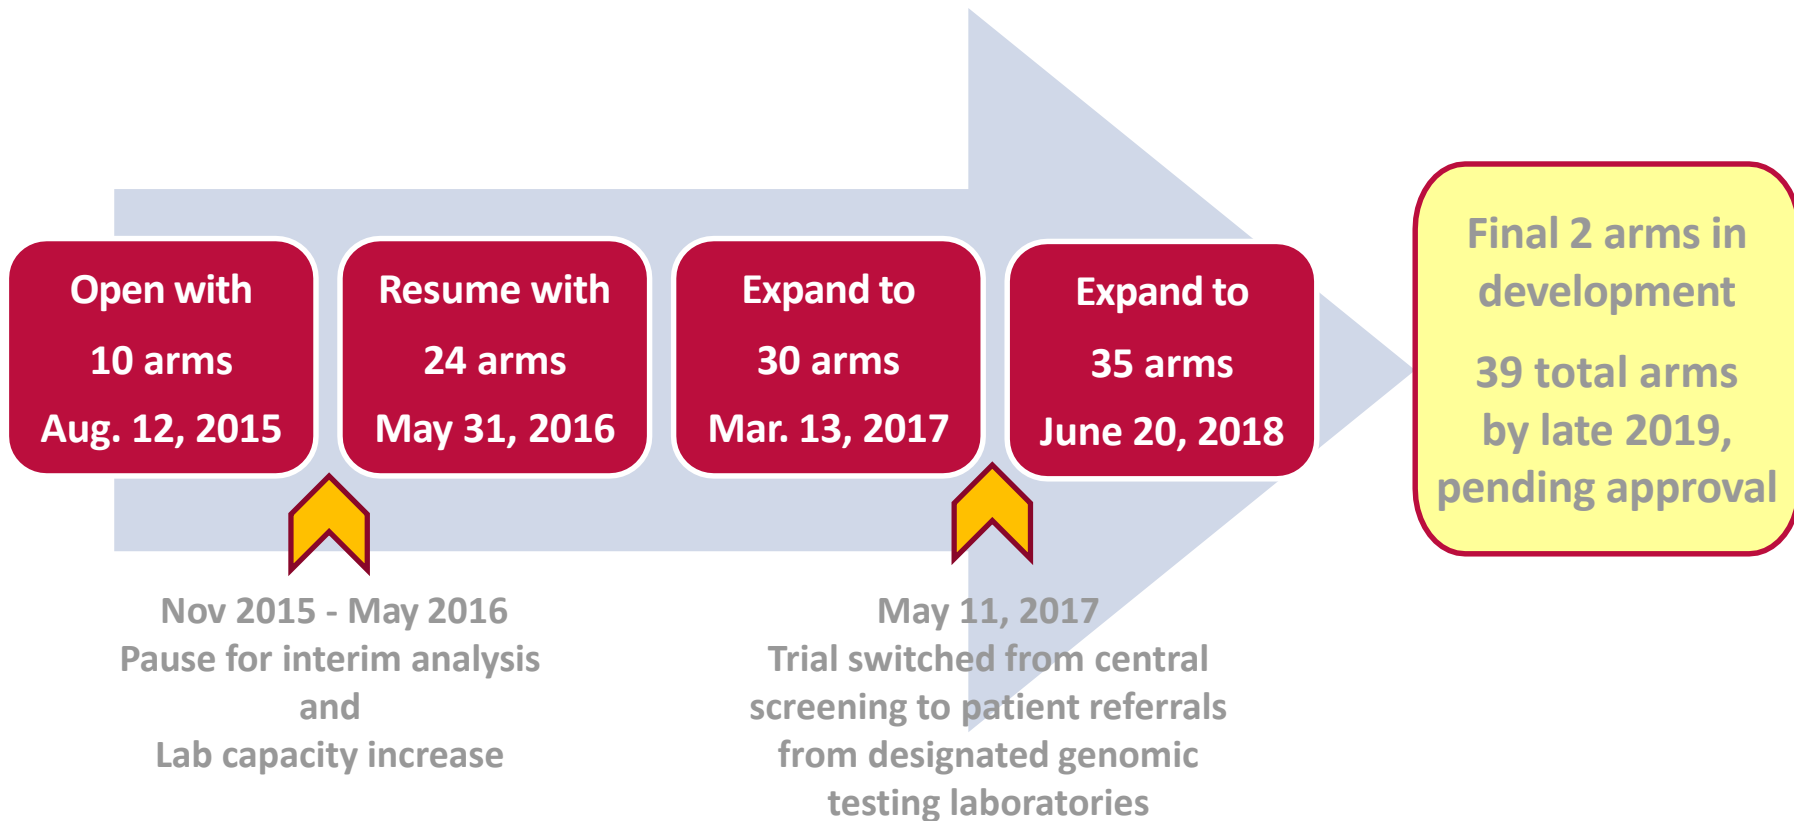 Open with
10 arms
Aug. 12, 2015
Resume with
24 arms
May 31, 2016
Expand to
30 arms
Mar. 13, 2017
Expand to
35 arms
June 20, 2018
Final 2 arms in
development
39 total arms
by late 2019,
pending approval
Nov 2015 - May 2016
Pause for interim analysis
and
Lab capacity increase
May 11, 2017
Trial switched from central
screening to patient referrals
from designated genomic
testing laboratories